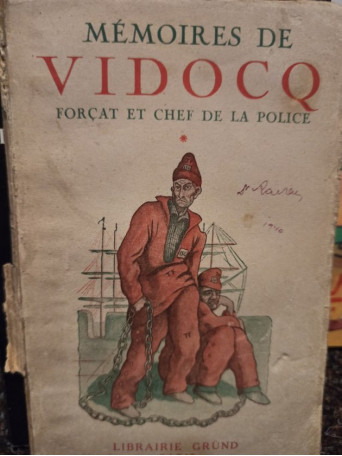 MÉMOIRES DE
VIDOCQ
FORÇAT ET CHEF DE LA POLICE
LIBRAIRIE GRÜND